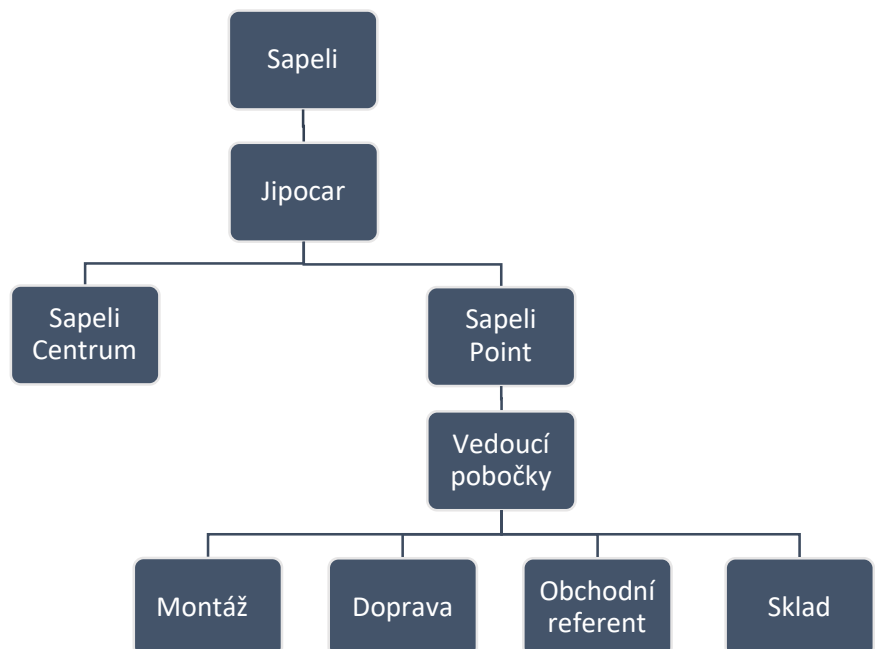 Sapeli
Jipocar
Sapeli
Centrum
Sapeli
Point
Vedoucí
pobočky
Montáž
Doprava
Obchodní
referent
Sklad